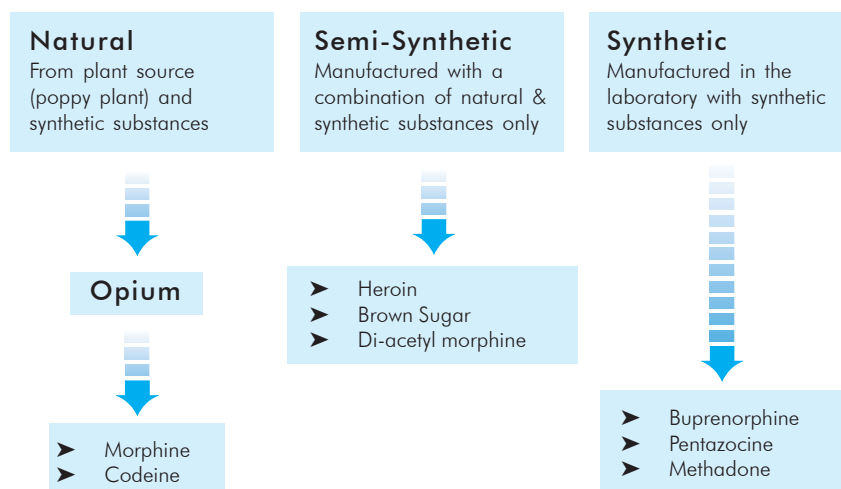 Natural
From plant source
(poppy plant) and
synthetic substances
Semi-Synthetic
Manufactured with a
combination of natural &
synthetic substances only
Synthetic
Manufactured in the
laboratory with synthetic
substances only
Opium
➤ Morphine
➤ Codeine
➤ Heroin
➤ Brown Sugar
➤ Di-acetyl morphine
➤ Buprenorphine
➤ Pentazocine
➤ Methadone